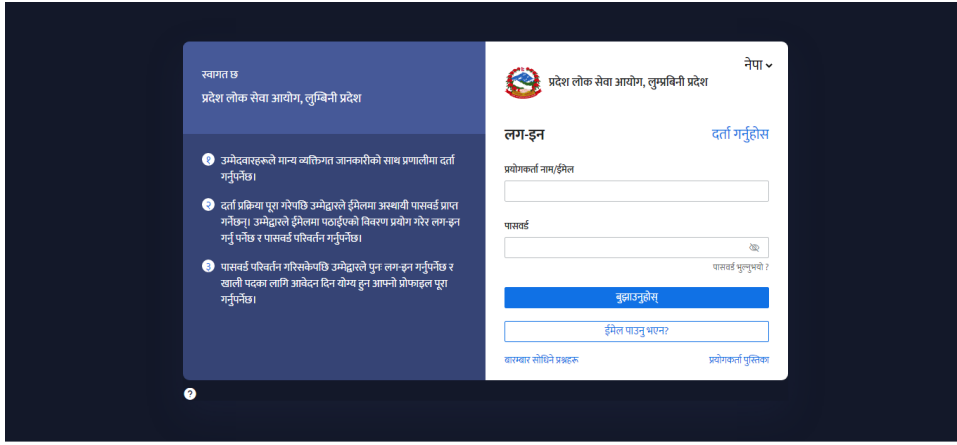 स्वागत छ
प्रदेश लोक सेवा आयोग, लुम्बिनी प्रदेश
१ उम्मेदवारहरूले मान्य व्यक्तिगत जानकारीको साथ प्रणालीमा दर्ता
गर्नुपर्नेछ।
२ दर्ता प्रक्रिया पूरा गरेपछि उम्मेद्वारले ईमेलमा अस्थायी पासवर्ड प्राप्त
गर्नेछन्। उम्मेद्वारले ईमेलमा पठाईएको विवरण प्रयोग गरेर लग-इन
गर्नु पर्नेछ र पासवर्ड परिवर्तन गर्नुपर्नेछ।
३ पासवर्ड परिवर्तन गरिसकेपछि उम्मेद्वारले पुनः लग-इन गर्नुपर्नेछ र
खाली पदका लागि आवेदन दिन योग्य हुन आफ्नो प्रोफाइल पूरा
गर्नुपर्नेछ।
?
नेपा
प्रदेश लोक सेवा आयोग, लुम्प्रबिनी प्रदेश
लग-इन
दर्ता गर्नुहोस
प्रयोगकर्ता नाम/ईमेल
पासवर्ड
पासवर्ड भुल्नुभयो ?
बुझाउनुहोस्
ईमेल पाउनु भएन?
बारम्बार सोधिने प्रश्नहरू
प्रयोगकर्ता पुस्तिका